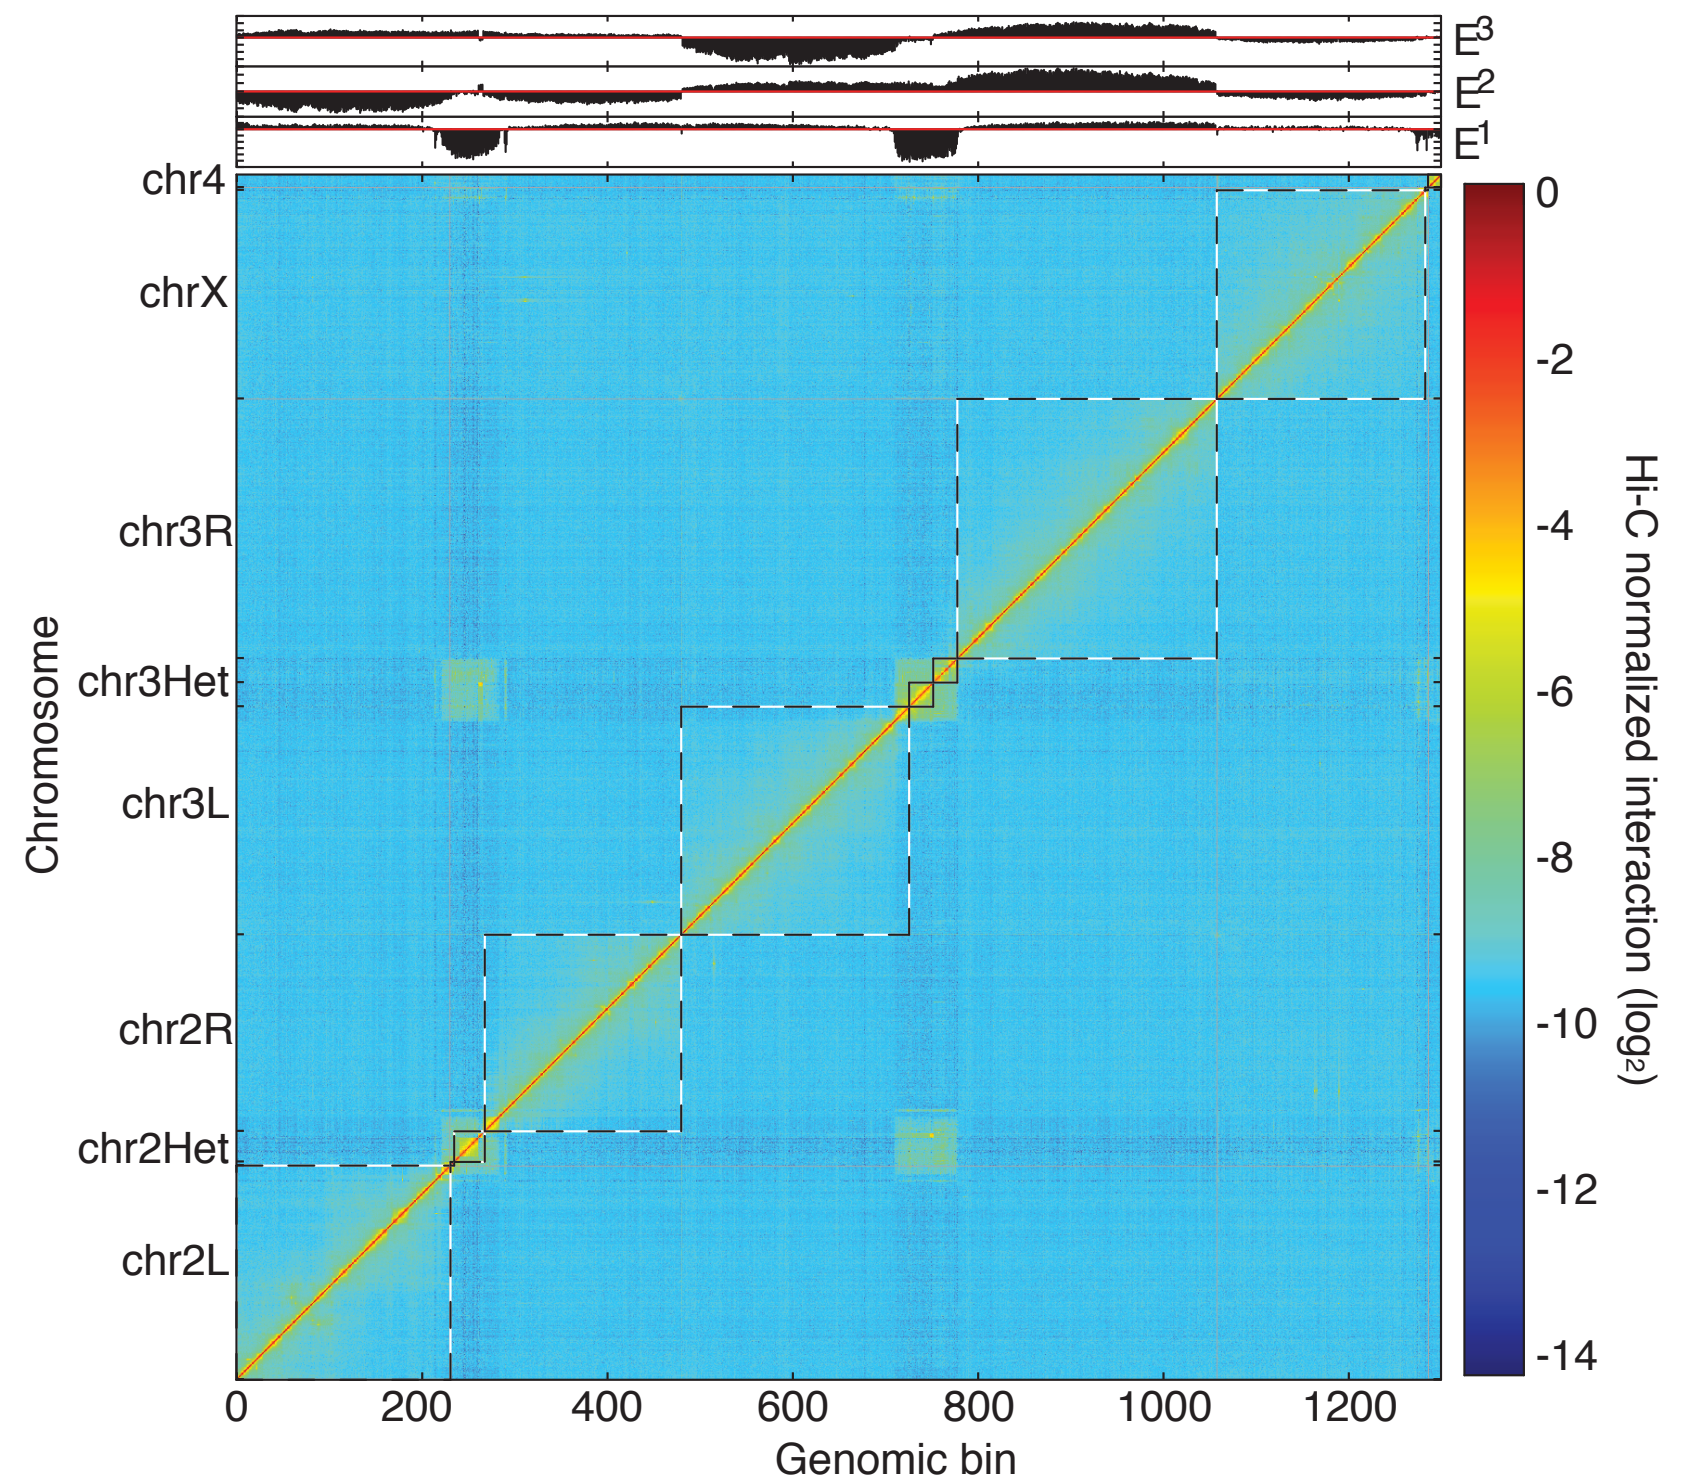 E3
E2
E1
chr4
chrX
chr3R
chr3Het
chr3L
chr2R
chr2Het
chr2L
Chromosome
0 200 400 600 800 1000 1200
Genomic bin
0
-2
-4
-6
-8
-10
-12
-14
Hi-C normalized interaction (log2)